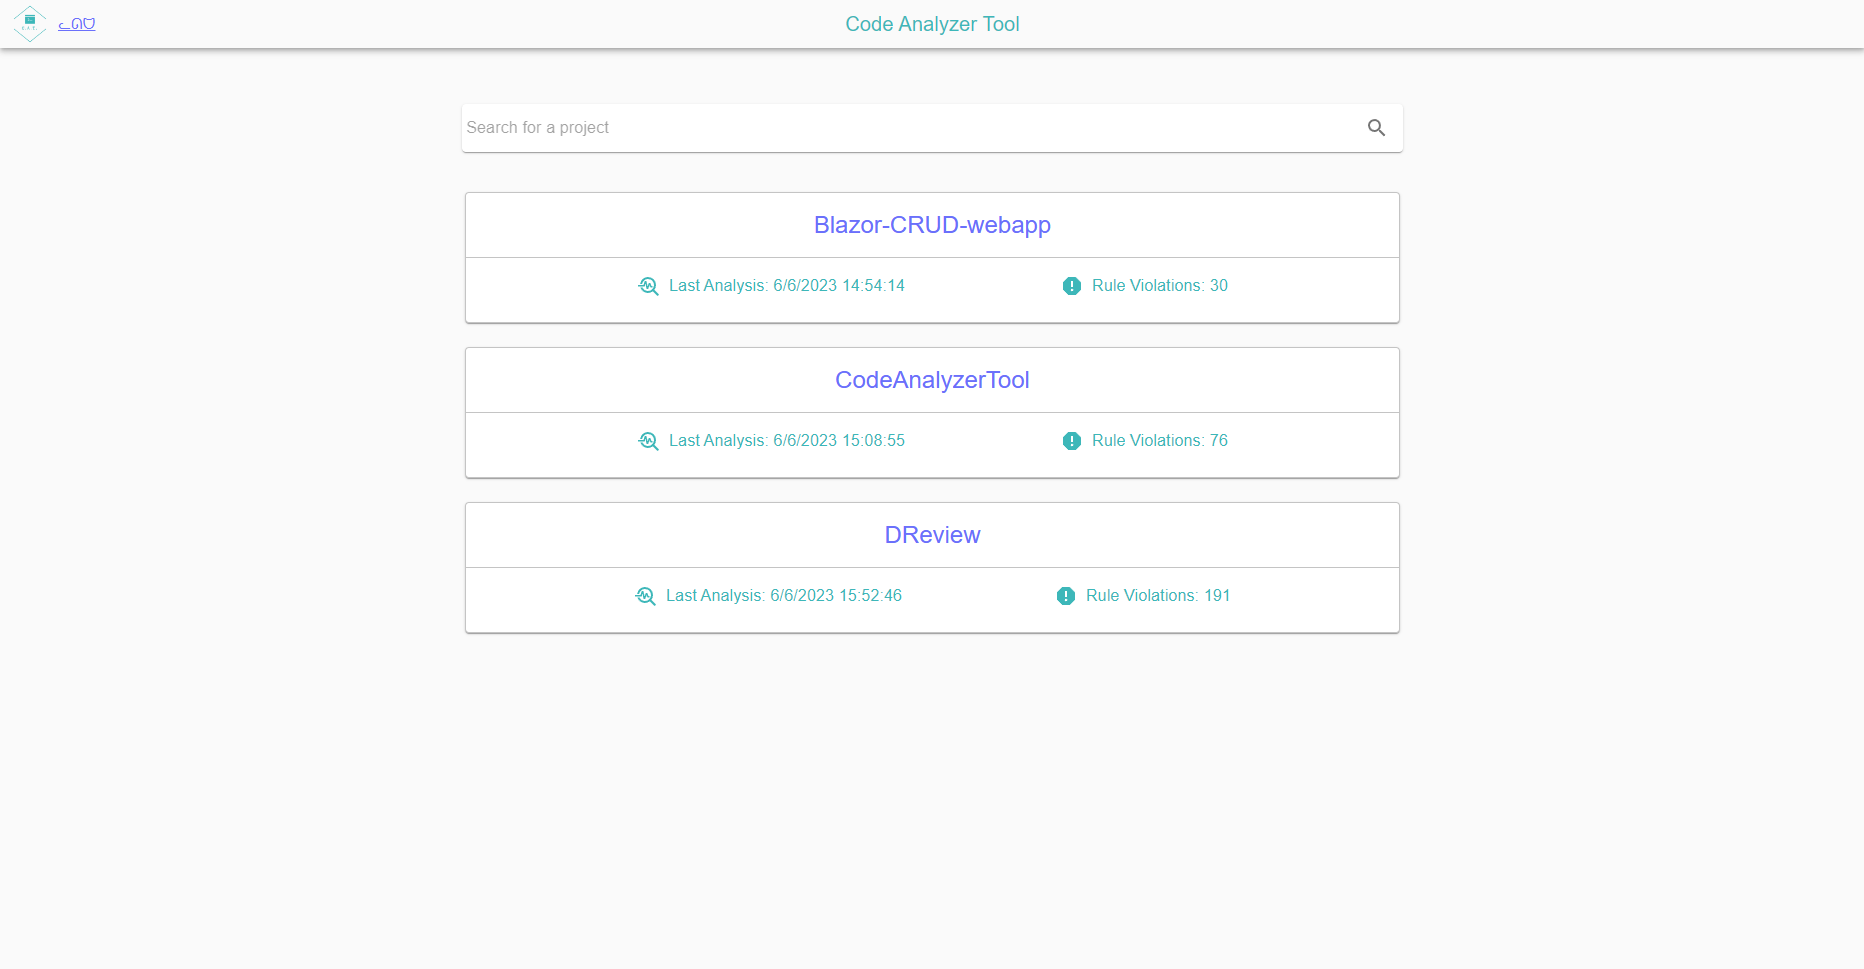 Code Analyzer Tool
Search for a project
Blazor-CRUD-webapp
Last Analysis: 6/6/2023 14:54:14
Rule Violations: 30
CodeAnalyzerTool
Last Analysis: 6/6/2023 15:08:55
Rule Violations: 76
DReview
Last Analysis: 6/6/2023 15:52:46
Rule Violations: 191